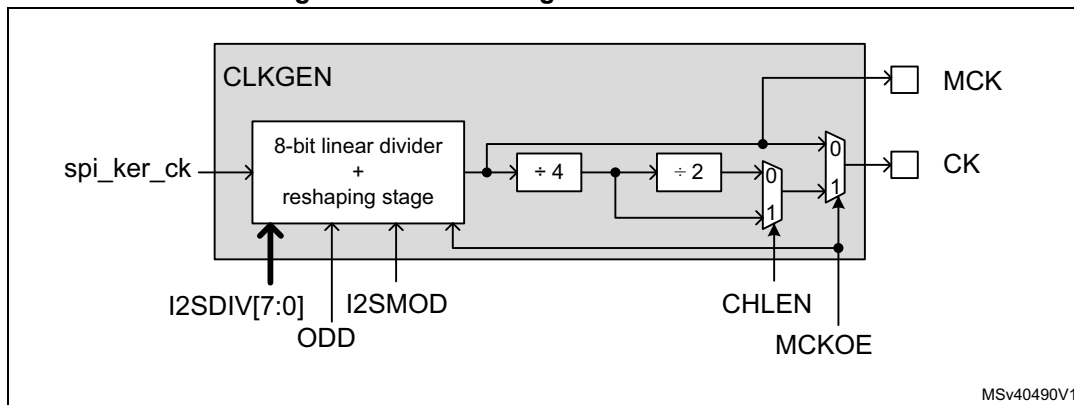 CLKGEN
MCK
8-bit linear divider
+
reshaping stage
spi_ker_ck
÷ 4
÷ 2
0
1
0
1
CK
I2SDIV[7:0]
ODD
I2SMOD
CHLEN
MCKOE
MSv40490V1